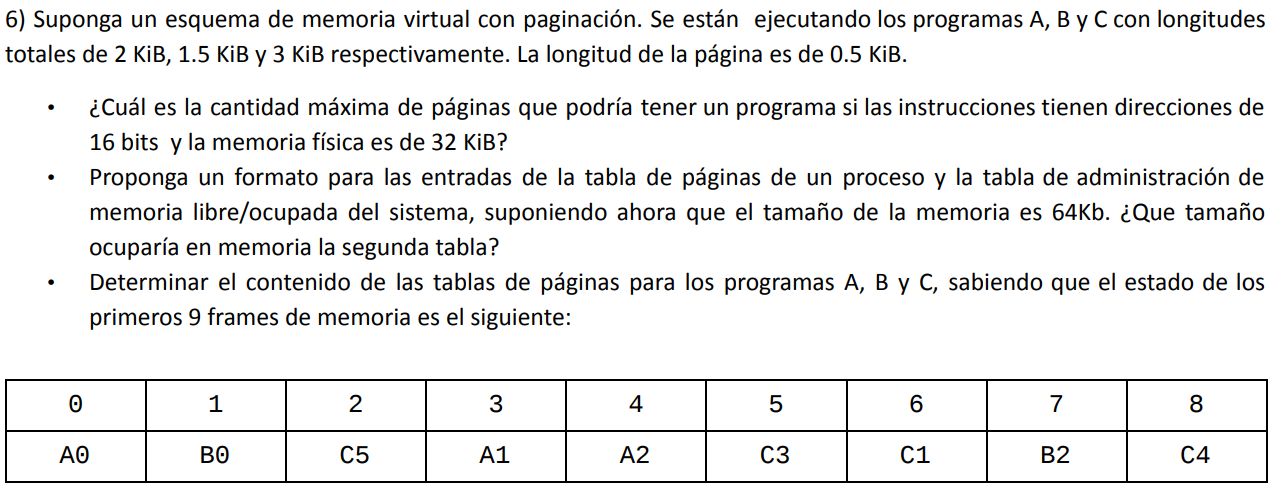 6) Suponga un esquema de memoria virtual con paginación. Se están ejecutando los programas A, B y C con longitudes
totales de 2 KiB, 1.5 KiB y 3 KiB respectivamente. La longitud de la página es de 0.5 KiB.
• ¿Cuál es la cantidad máxima de páginas que podría tener un programa si las instrucciones tienen direcciones de
16 bits y la memoria física es de 32 KiB?
• Proponga un formato para las entradas de la tabla de páginas de un proceso y la tabla de administración de
memoria libre/ocupada del sistema, suponiendo ahora que el tamaño de la memoria es 64Kb. ¿Que tamaño
ocuparía en memoria la segunda tabla?
• Determinar el contenido de las tablas de páginas para los programas A, B y C, sabiendo que el estado de los
primeros 9 frames de memoria es el siguiente:
0 1 2 3 4 5 6 7 8
A0 B0 C5 A1 A2 C3 C1 B2 C4